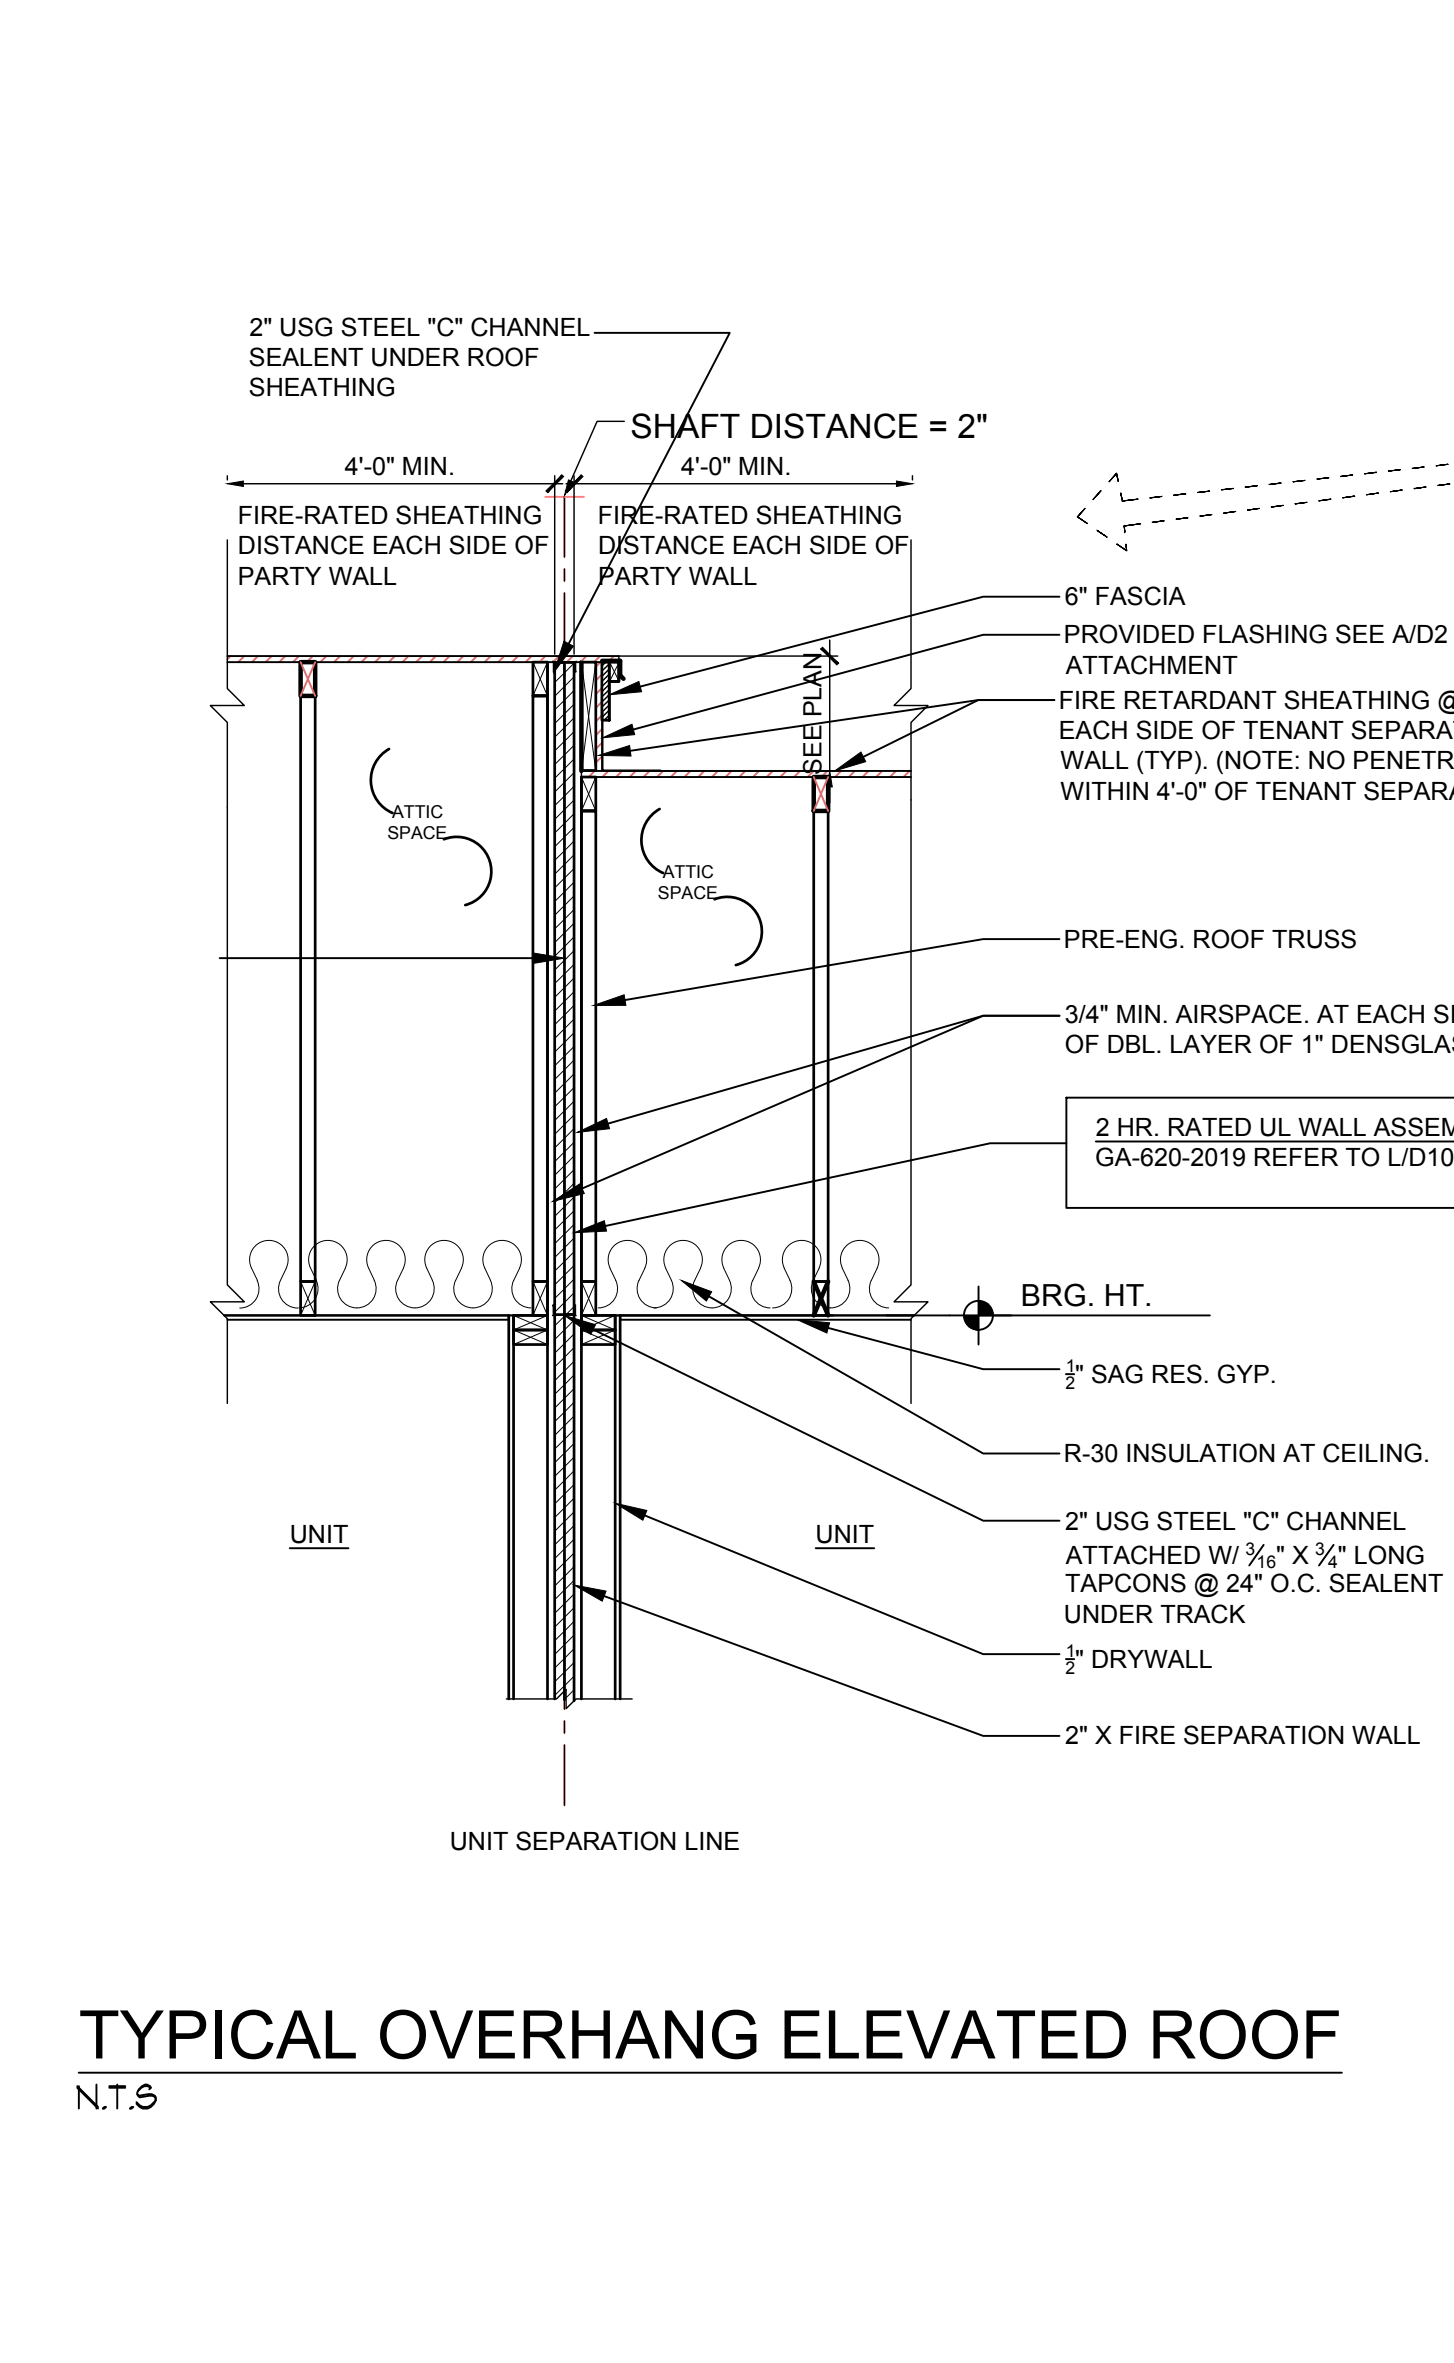 2" USG STEEL "C" CHANNEL
SEALENT UNDER ROOF
SHEATHING
SHAFT DISTANCE = 2"
4'-0" MIN.
4'-0" MIN.
FIRE-RATED SHEATHING
DISTANCE EACH SIDE OF
PARTY WALL
FIRE-RATED SHEATHING
DISTANCE EACH SIDE OF
PARTY WALL
6" FASCIA
PROVIDED FLASHING SEE A/D2
ATTACHMENT
SEE PLAN
FIRE RETARDANT SHEATHING @
EACH SIDE OF TENANT
WALL (TYP). (NOTE: NO
WITHIN 4'-0" OF TENANT
ATTIC
SPACE
ATTIC
SPACE
PRE-ENG. ROOF TRUSS
3/4" MIN. AIRSPACE. AT EACH
OF DBL. LAYER OF 1"
2 HR. RATED UL WALL
GA-620-2019 REFER TO L/D10
BRG. HT.
½" SAG RES. GYP.
R-30 INSULATION AT CEILING.
UNIT
UNIT
2" USG STEEL "C" CHANNEL
ATTACHED W/ 3⁄16" X ¾" LONG
TAPCONS @ 24" O.C. SEALENT
UNDER TRACK
½" DRYWALL
2" X FIRE SEPARATION WALL
UNIT SEPARATION LINE
TYPICAL OVERHANG ELEVATED ROOF
N.T.S